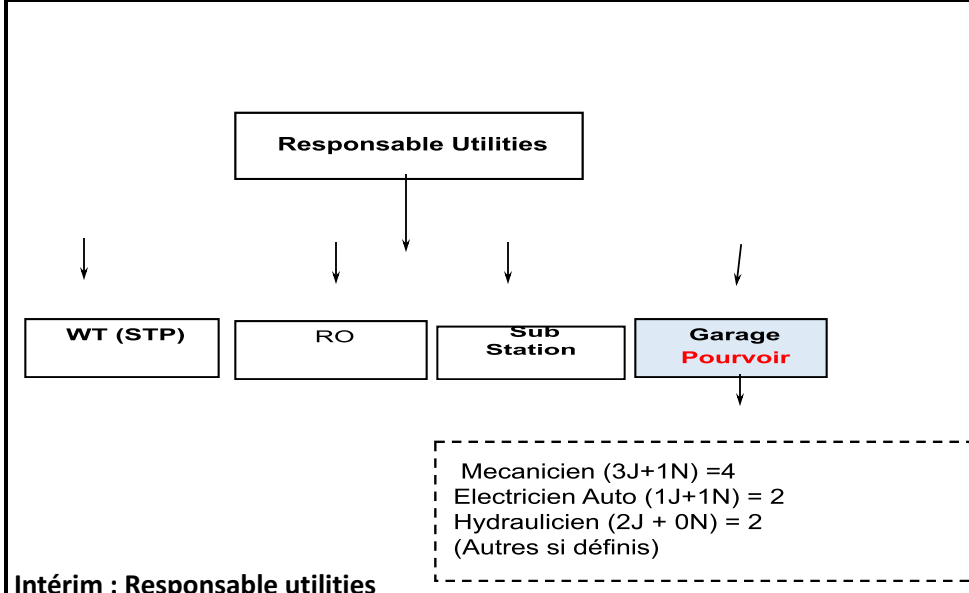 Responsable Utilities
WT (STP)
RO
Sub
Station
Garage
Pourvoir
Mecanicien (3J+1N) =4
Electricien Auto (1J+1N) = 2
Hydraulicien (2J + 0N) = 2
(Autres si définis)
Intérim : Responsable utilities